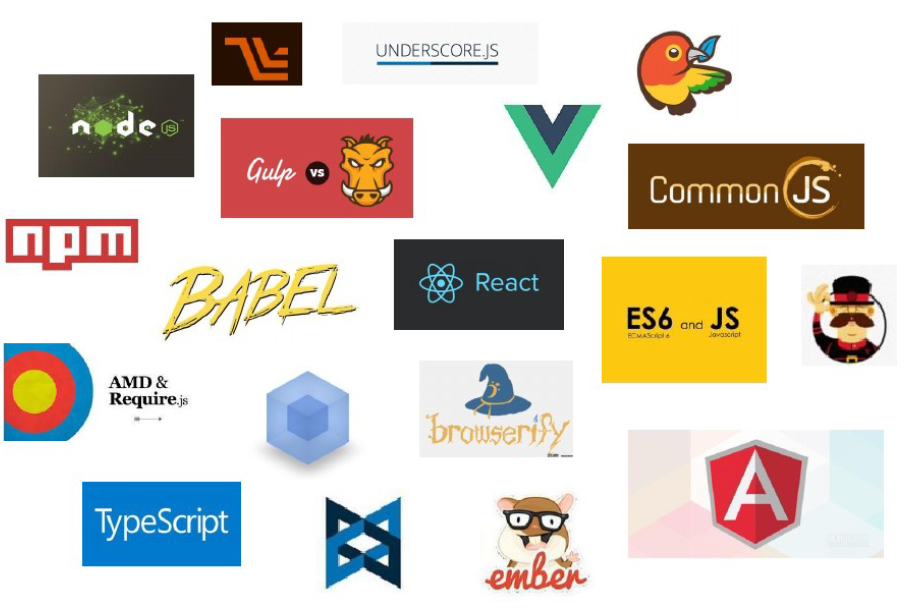 UNDERSCORE.JS
node JS
Gulp vs
CommonJS
npm
BABEL
React
ES6 and JS
ECMAScript 6 Javascript
AMD &
Require.js
browserify
A
TypeScript
ember